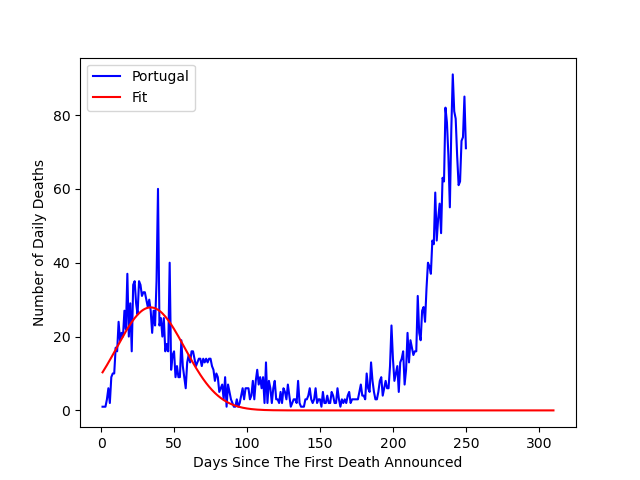 Portugal
Fit
80
60
40
20
0
Number of Daily Deaths
0 50 100 150 200 250 300
Days Since The First Death Announced